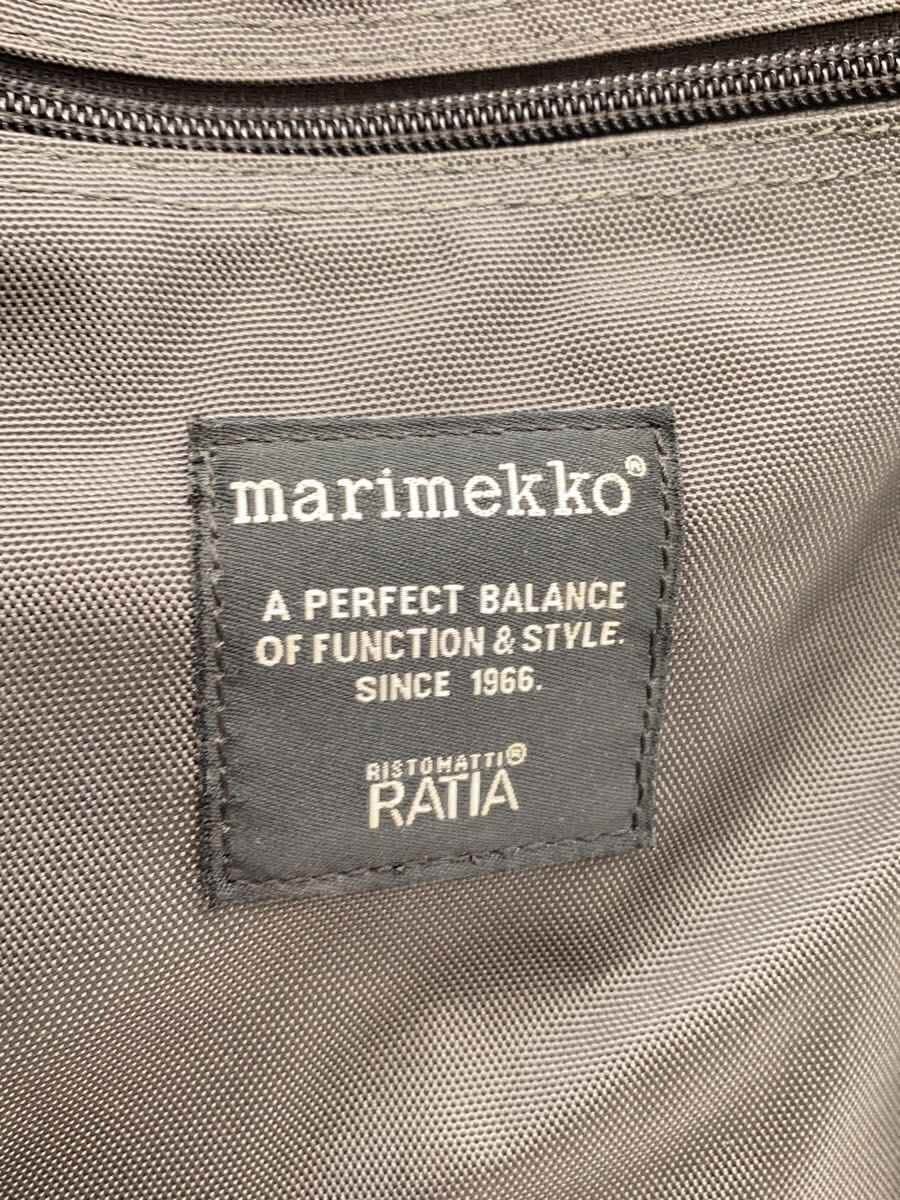 marimekko®
A PERFECT BALANCE
OF FUNCTION & STYLE.
SINCE 1966.
RISTOMATTI®
RATIA